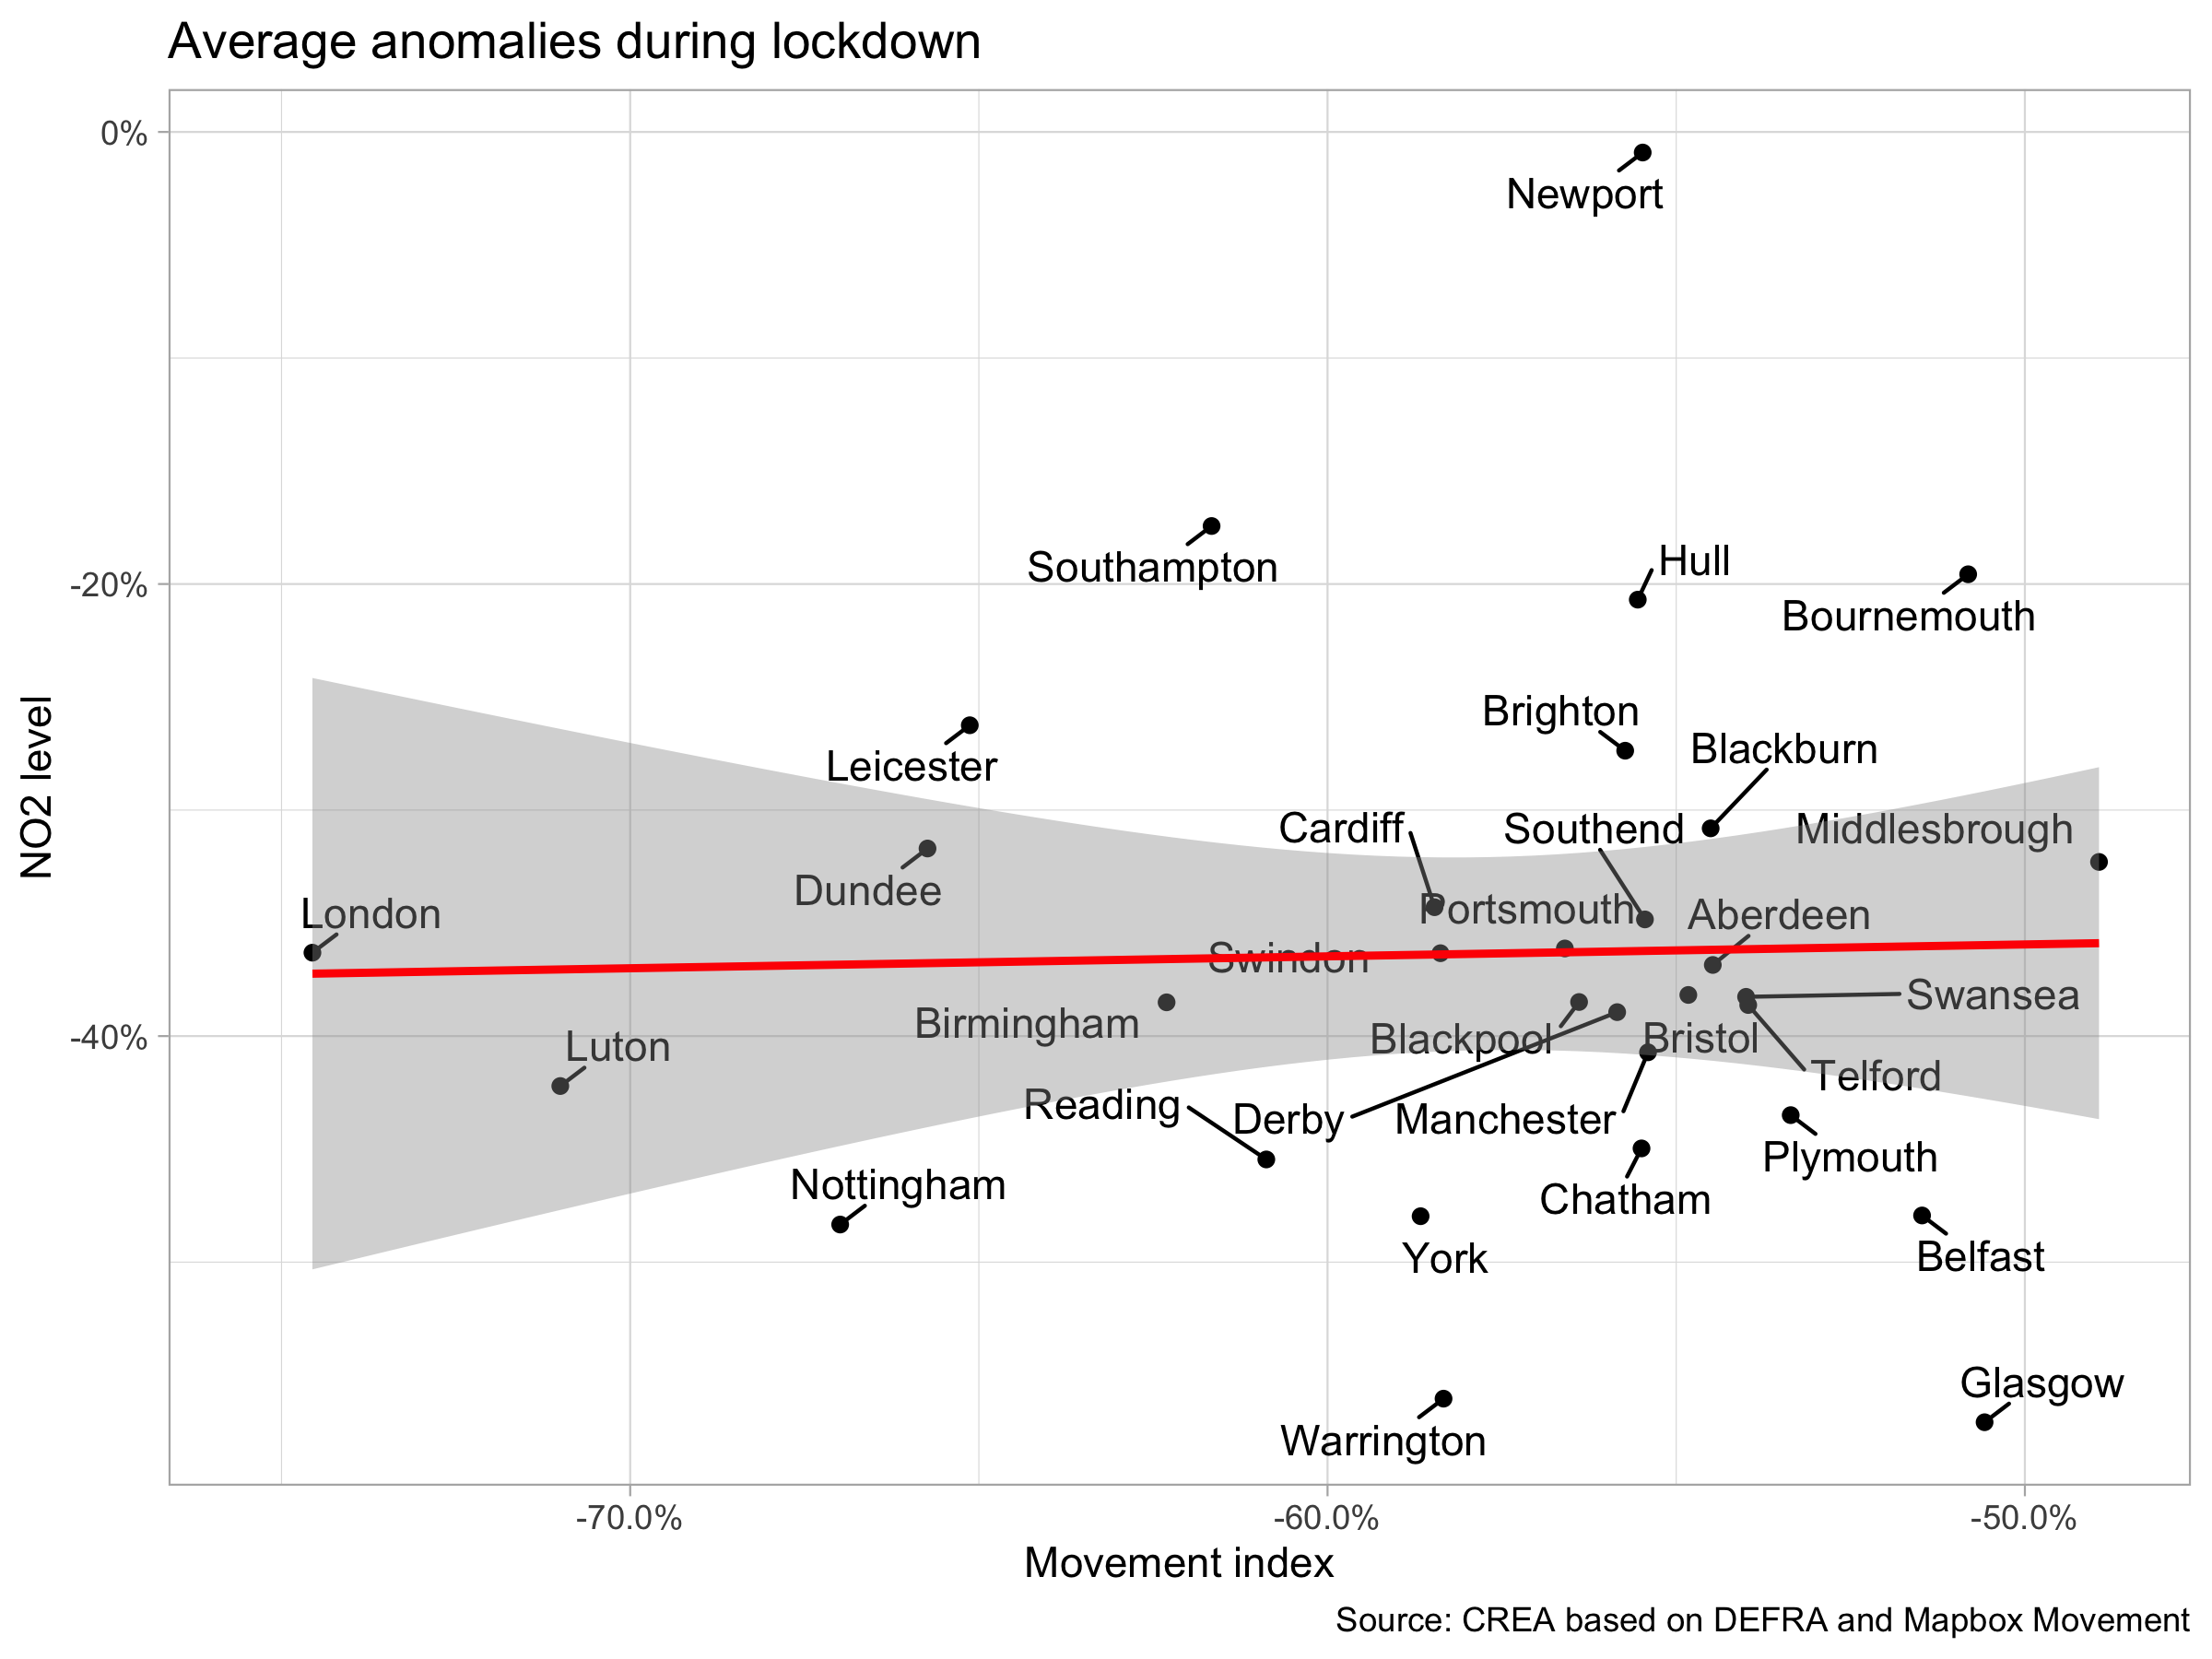 Average anomalies during lockdown
0%
Newport
Southampton
Hull
-20%
Bournemouth
Brighton
NO2 level
Blackburn
Leicester
Cardiff
Southend
Middlesbrough
Dundee
Portsmouth
London
Aberdeen
Swindon
Swansea
Birmingham
-40%
Blackpool
Bristol
Luton
Telford
Reading
Derby
Manchester
Plymouth
Nottingham
Chatham
York
Belfast
Glasgow
Warrington
-70.0%
-60.0%
-50.0%
Movement index
Source: CREA based on DEFRA and Mapbox Movement